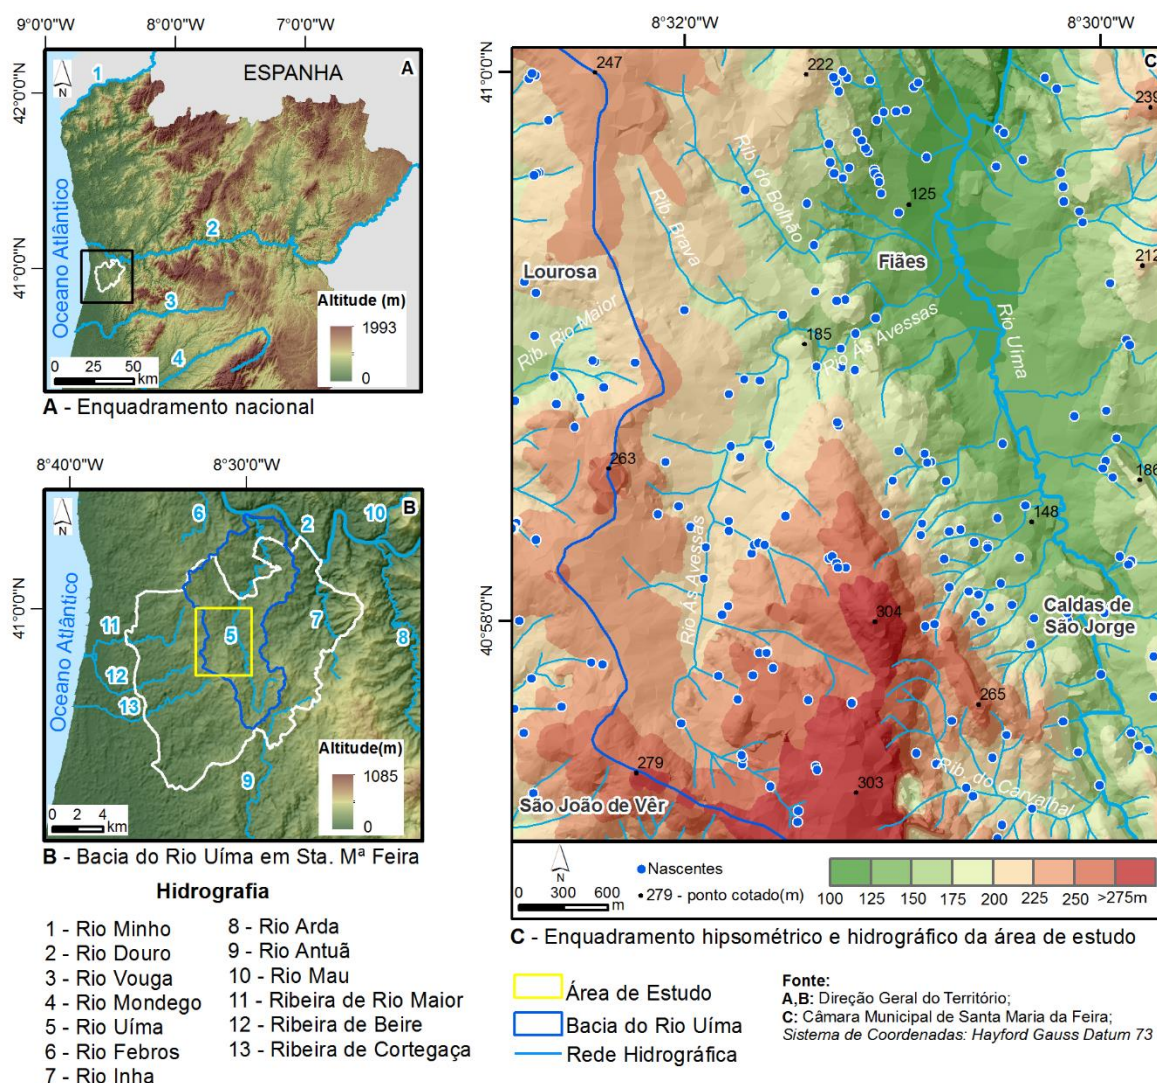 9°0'0"W
8°0'0"W
7°0'0"W
42°0'0"N
41°0'0"N
A
N
1
ESPANHA
Oceano Atlântico
2
3
4
Altitude (m)
1993
0
0 25 50
km
A - Enquadramento nacional
8°40'0"W
8°30'0"W
41°0'0"N
B
N
6
2
10
Oceano Atlântico
11
5
7
8
12
13
9
Altitude(m)
1085
0
0 2 4
km
B - Bacia do Rio Uíma em Sta. Mª Feira
Hidrografia
1 - Rio Minho
2 - Rio Douro
3 - Rio Vouga
4 - Rio Mondego
5 - Rio Uíma
6 - Rio Febros
7 - Rio Inha
8 - Rio Arda
9 - Rio Antuã
10 - Rio Mau
11 - Ribeira de Rio Maior
12 - Ribeira de Beire
13 - Ribeira de Cortegaça
8°32'0"W
8°30'0"W
41°0'0"N
40°58'0"N
C
247
222
239
Rib. do Bolhão
125
Rib. Brava
Fiães
212
Lourosa
Rib. Rio Maior
185
Rio Às Avessas
Rio Uíma
263
186
148
Rio Às Avessas
304
Caldas de
São Jorge
265
279
303
Rib. do Carvalhal
São João de Vêr
N
0 300 600
m
Nascentes
279 - ponto cotado(m)
100 125 175 200 225 250 >275m
C - Enquadramento hipsométrico e hidrográfico da área de estudo
Área de Estudo
Bacia do Rio Uíma
Rede Hidrográfica
Fonte:
A,B: Direção Geral do Território;
C: Câmara Municipal de Santa Maria da Feira;
Sistema de Coordenadas: Hayford Gauss Datum 73